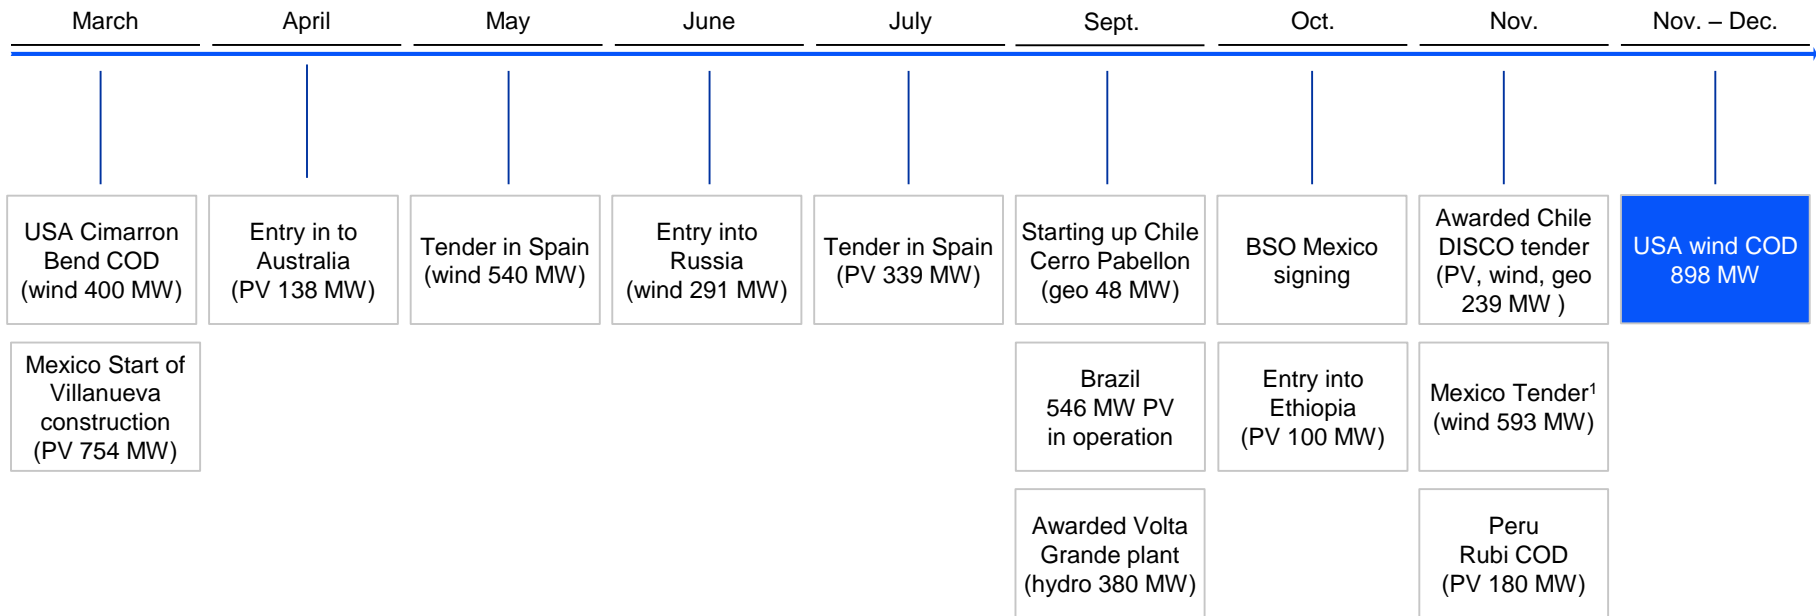 March
April
May
June
July
Sept.
Oct.
Nov.
Nov. – Dec.
USA Cimarron
Bend COD
(wind 400 MW)
Entry in to
Australia
(PV 138 MW)
Tender in Spain
(wind 540 MW)
Entry into
Russia
(wind 291 MW)
Tender in Spain
(PV 339 MW)
Starting up Chile
Cerro Pabellon
(geo 48 MW)
BSO Mexico
signing
Awarded Chile
DISCO tender
(PV, wind, geo
239 MW )
USA wind COD
898 MW
Mexico Start of
Villanueva
construction
(PV 754 MW)
Brazil
546 MW PV
in operation
Entry into
Ethiopia
(PV 100 MW)
Mexico Tender¹
(wind 593 MW)
Awarded Volta
Grande plant
(hydro 380 MW)
Peru
Rubi COD
(PV 180 MW)